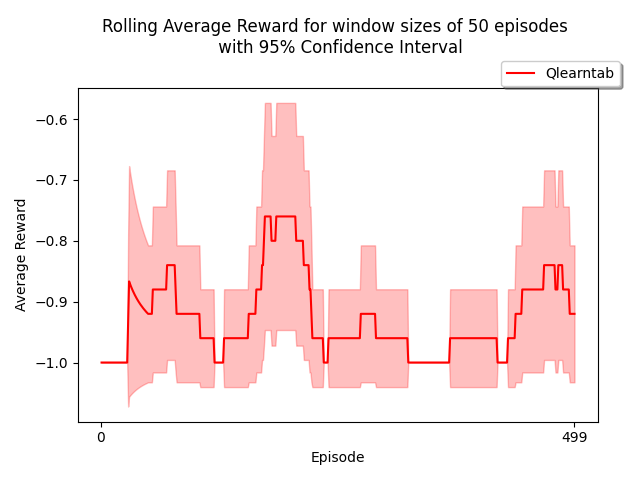 Rolling Average Reward for window sizes of 50 episodes
with 95% Confidence Interval
Qlearntab
−0.6
−0.7
−0.8
−0.9
−1.0
Average Reward
0
499
Episode